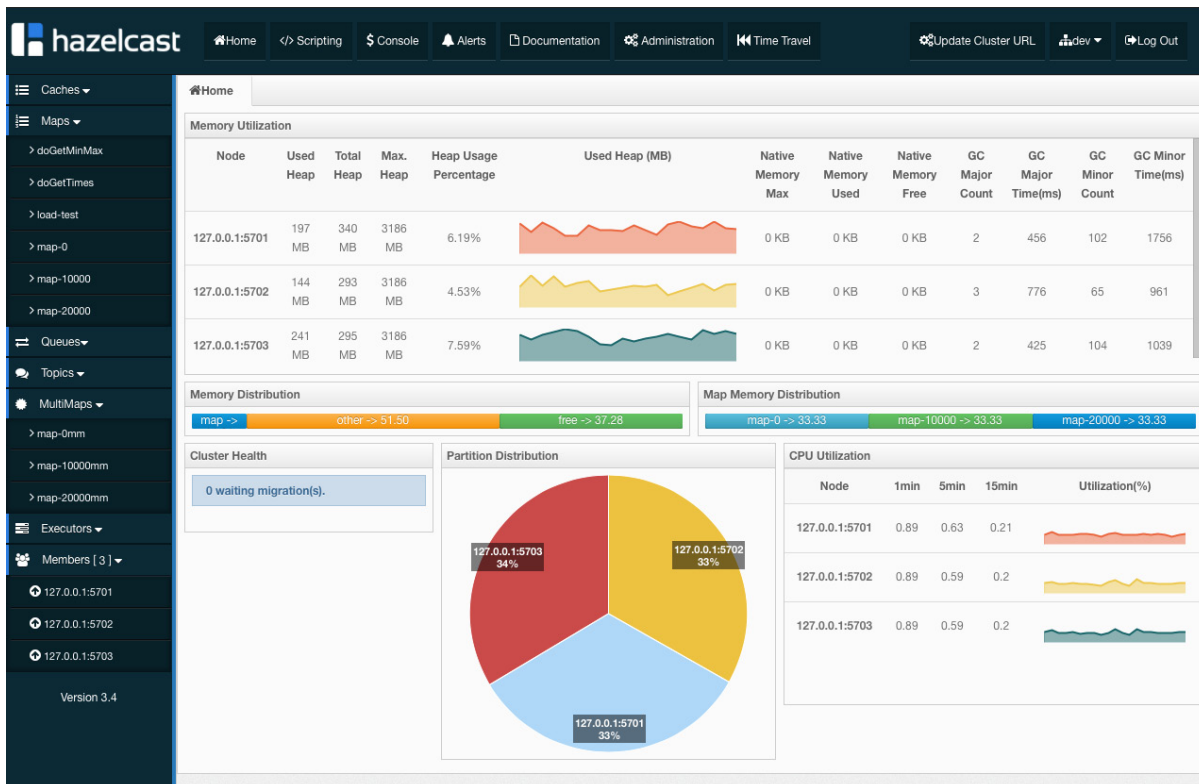 hazelcast
Home </> Scripting $ Console Alerts Documentation Administration Time Travel Update Cluster URL dev Log Out
Caches
Maps
> doGetMinMax
> doGetTimes
> load-test
> map-0
> map-10000
> map-20000
Queues
Topics
MultiMaps
> map-0mm
> map-10000mm
> map-20000mm
Executors
Members [ 3 ]
127.0.0.1:5701
127.0.0.1:5702
127.0.0.1:5703
Version 3.4
Home
Memory Utilization
Node Used Heap Total Heap Max. Heap Heap Usage Percentage Used Heap (MB) Native Memory Max Native Memory Used Native Memory Free GC Major Count GC Major Time(ms) GC Minor Count GC Minor Time(ms)
127.0.0.1:5701 197 MB 340 MB 3186 MB 6.19% 0 KB 0 KB 0 KB 2 456 102 1756
127.0.0.1:5702 144 MB 293 MB 3186 MB 4.53% 0 KB 0 KB 0 KB 3 776 65 961
127.0.0.1:5703 241 MB 295 MB 3186 MB 7.59% 0 KB 0 KB 0 KB 2 425 104 1039
Memory Distribution
map -> other -> 51.50 free -> 37.28
Map Memory Distribution
map-0 -> 33.33 map-10000 -> 33.33 map-20000 -> 33.33
Cluster Health
0 waiting migration(s).
Partition Distribution
127.0.0.1:5703
34%
127.0.0.1:5702
33%
127.0.0.1:5701
33%
CPU Utilization
Node 1min 5min 15min Utilization(%)
127.0.0.1:5701 0.89 0.63 0.21
127.0.0.1:5702 0.89 0.59 0.2
127.0.0.1:5703 0.89 0.59 0.2